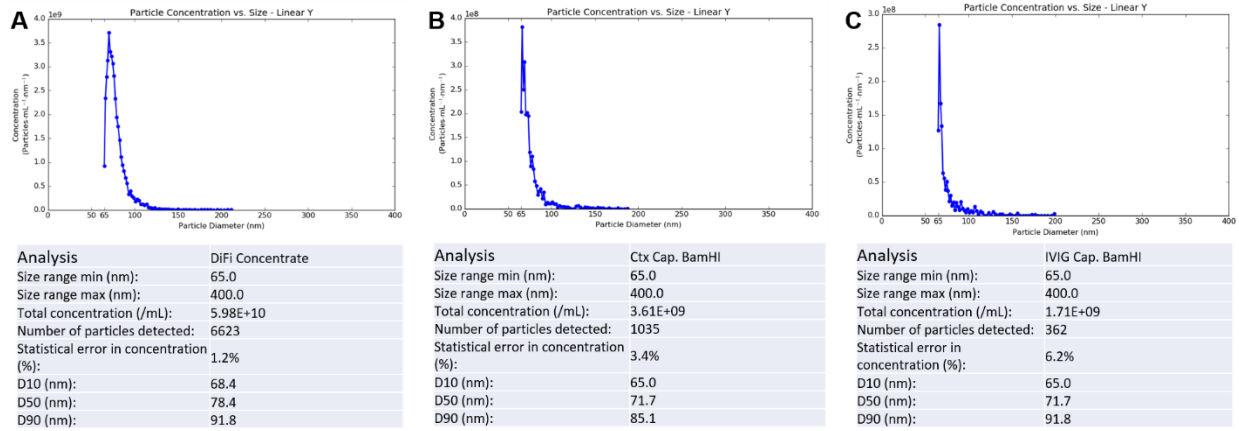 A
Particle Concentration vs. Size - Linear Y
1e9
4.0
3.5
3.0
2.5
2.0
1.5
1.0
0.5
0.0
Concentration
(Particles·mL⁻¹·nm⁻¹)
0 50 65 100 150 200 250 300 350 400
Particle Diameter (nm)
Analysis DiFi Concentrate
Size range min (nm): 65.0
Size range max (nm): 400.0
Total concentration (/mL): 5.98E+10
Number of particles detected: 6623
Statistical error in concentration
(%): 1.2%
D10 (nm): 68.4
D50 (nm): 78.4
D90 (nm): 91.8
B
Particle Concentration vs. Size - Linear Y
1e8
4.0
3.5
3.0
2.5
2.0
1.5
1.0
0.5
0.0
Concentration
(Particles·mL⁻¹·nm⁻¹)
0 50 65 100 150 200 250 300 350 400
Particle Diameter (nm)
Analysis Ctx Cap. BamHI
Size range min (nm): 65.0
Size range max (nm): 400.0
Total concentration (/mL): 3.61E+09
Number of particles detected: 1035
Statistical error in concentration
(%): 3.4%
D10 (nm): 65.0
D50 (nm): 71.7
D90 (nm): 85.1
C
Particle Concentration vs. Size - Linear Y
1e8
3.0
2.5
2.0
1.5
1.0
0.5
0.0
Concentration
(Particles·mL⁻¹·nm⁻¹)
0 50 65 100 150 200 250 300 350 400
Particle Diameter (nm)
Analysis IVIG Cap. BamHI
Size range min (nm): 65.0
Size range max (nm): 400.0
Total concentration (/mL): 1.71E+09
Number of particles detected: 362
Statistical error in
concentration (%): 6.2%
D10 (nm): 65.0
D50 (nm): 71.7
D90 (nm): 91.8